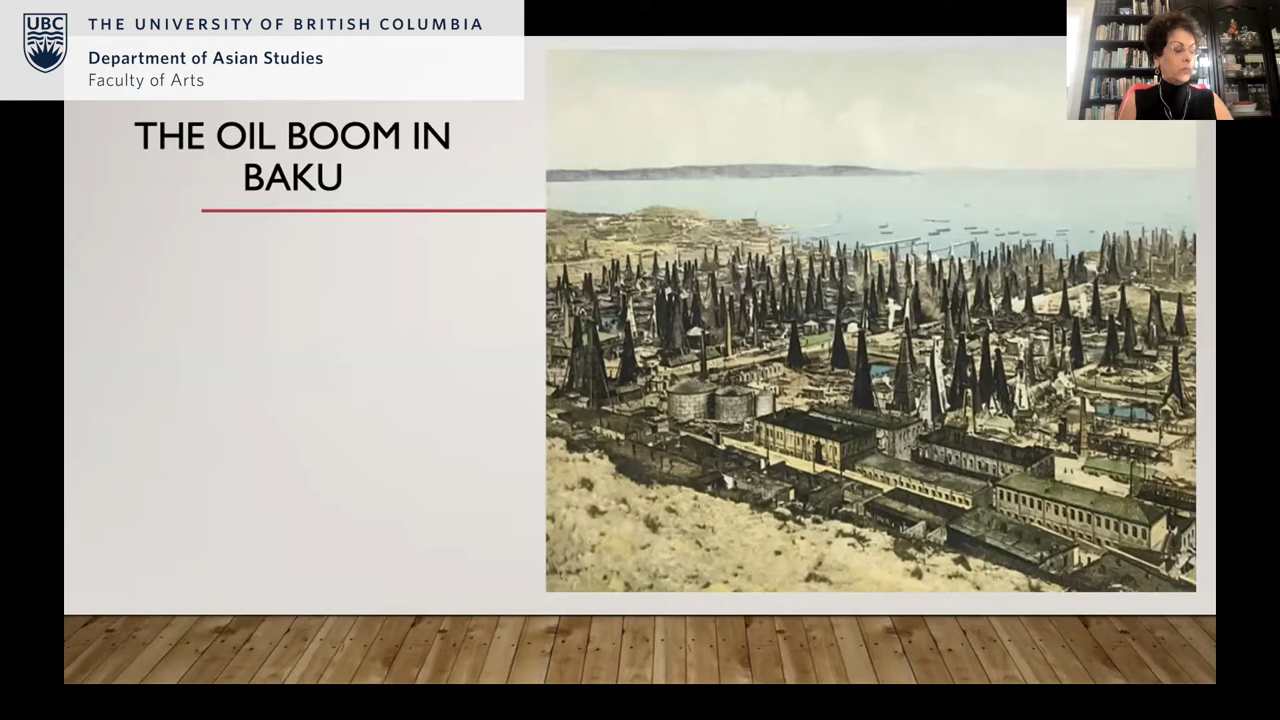 UBC
THE UNIVERSITY OF BRITISH COLUMBIA
Department of Asian Studies
Faculty of Arts
THE OIL BOOM IN
BAKU